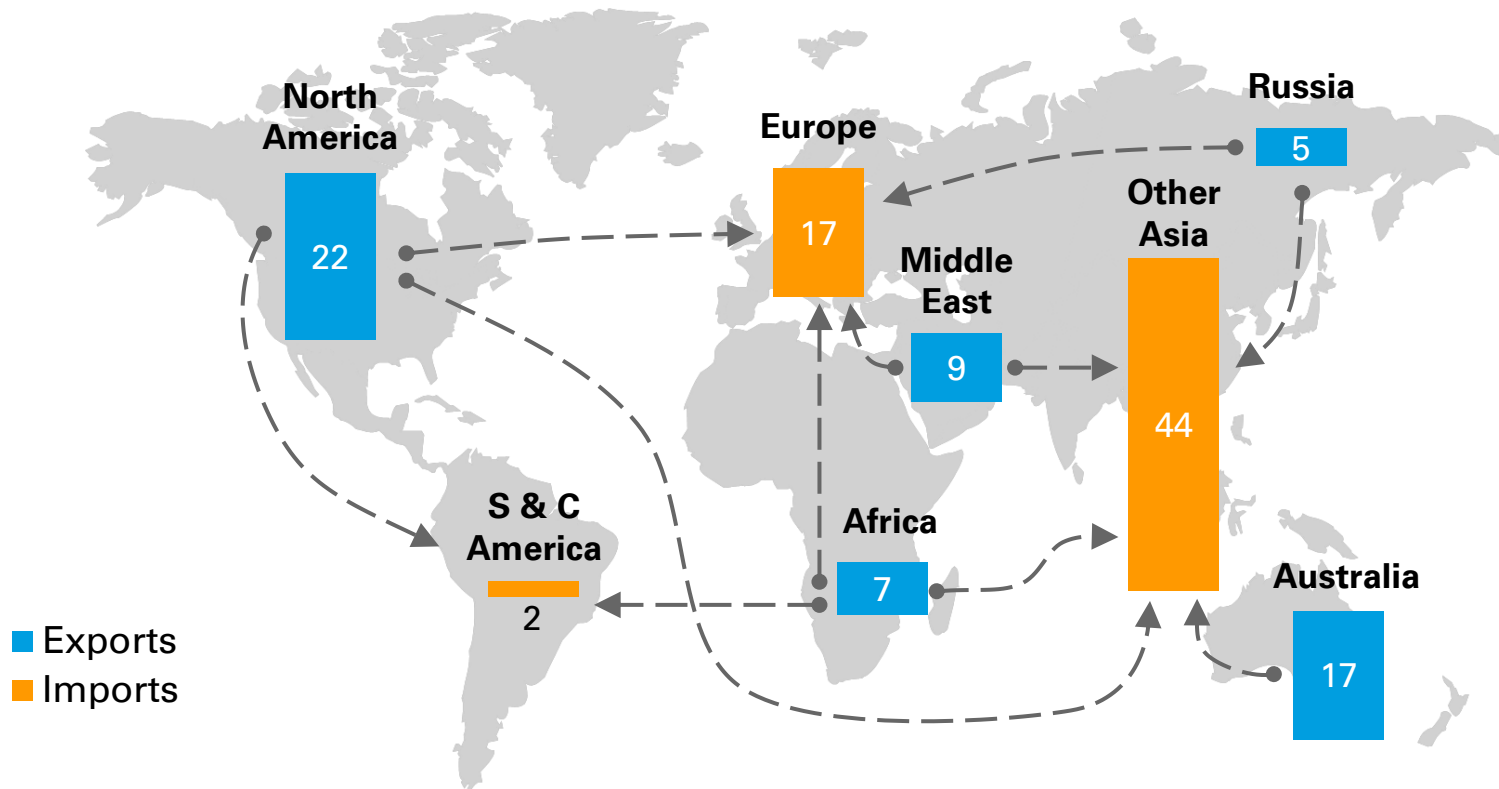 North
America
22
Europe
17
Russia
5
Other
Asia
44
Middle
East
9
S & C
America
2
Africa
7
Australia
17
Exports
Imports